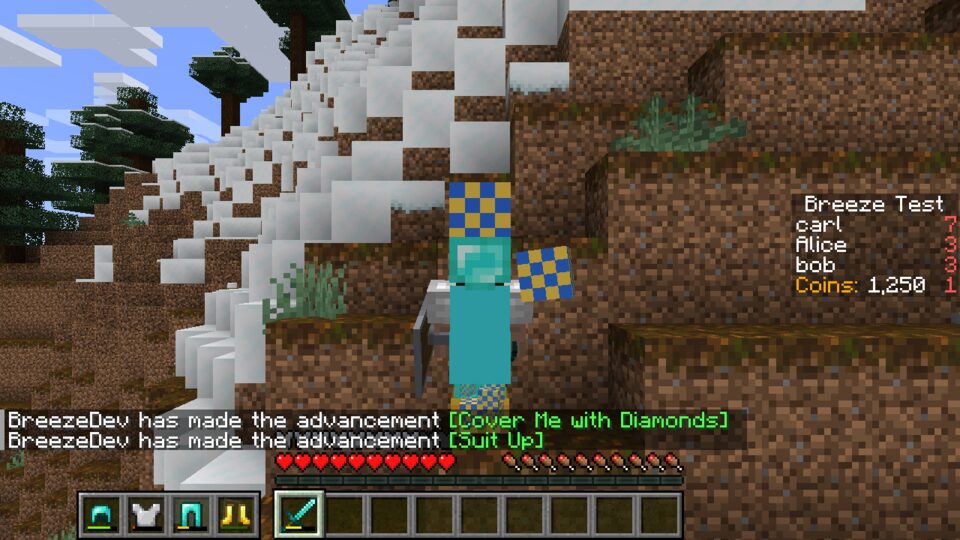 Breeze Test
carl 7
Alice 3
bob 3
Coins: 1,250 1
BreezeDev has made the advancement [Cover Me with Diamonds]
BreezeDev has made the advancement [Suit Up]